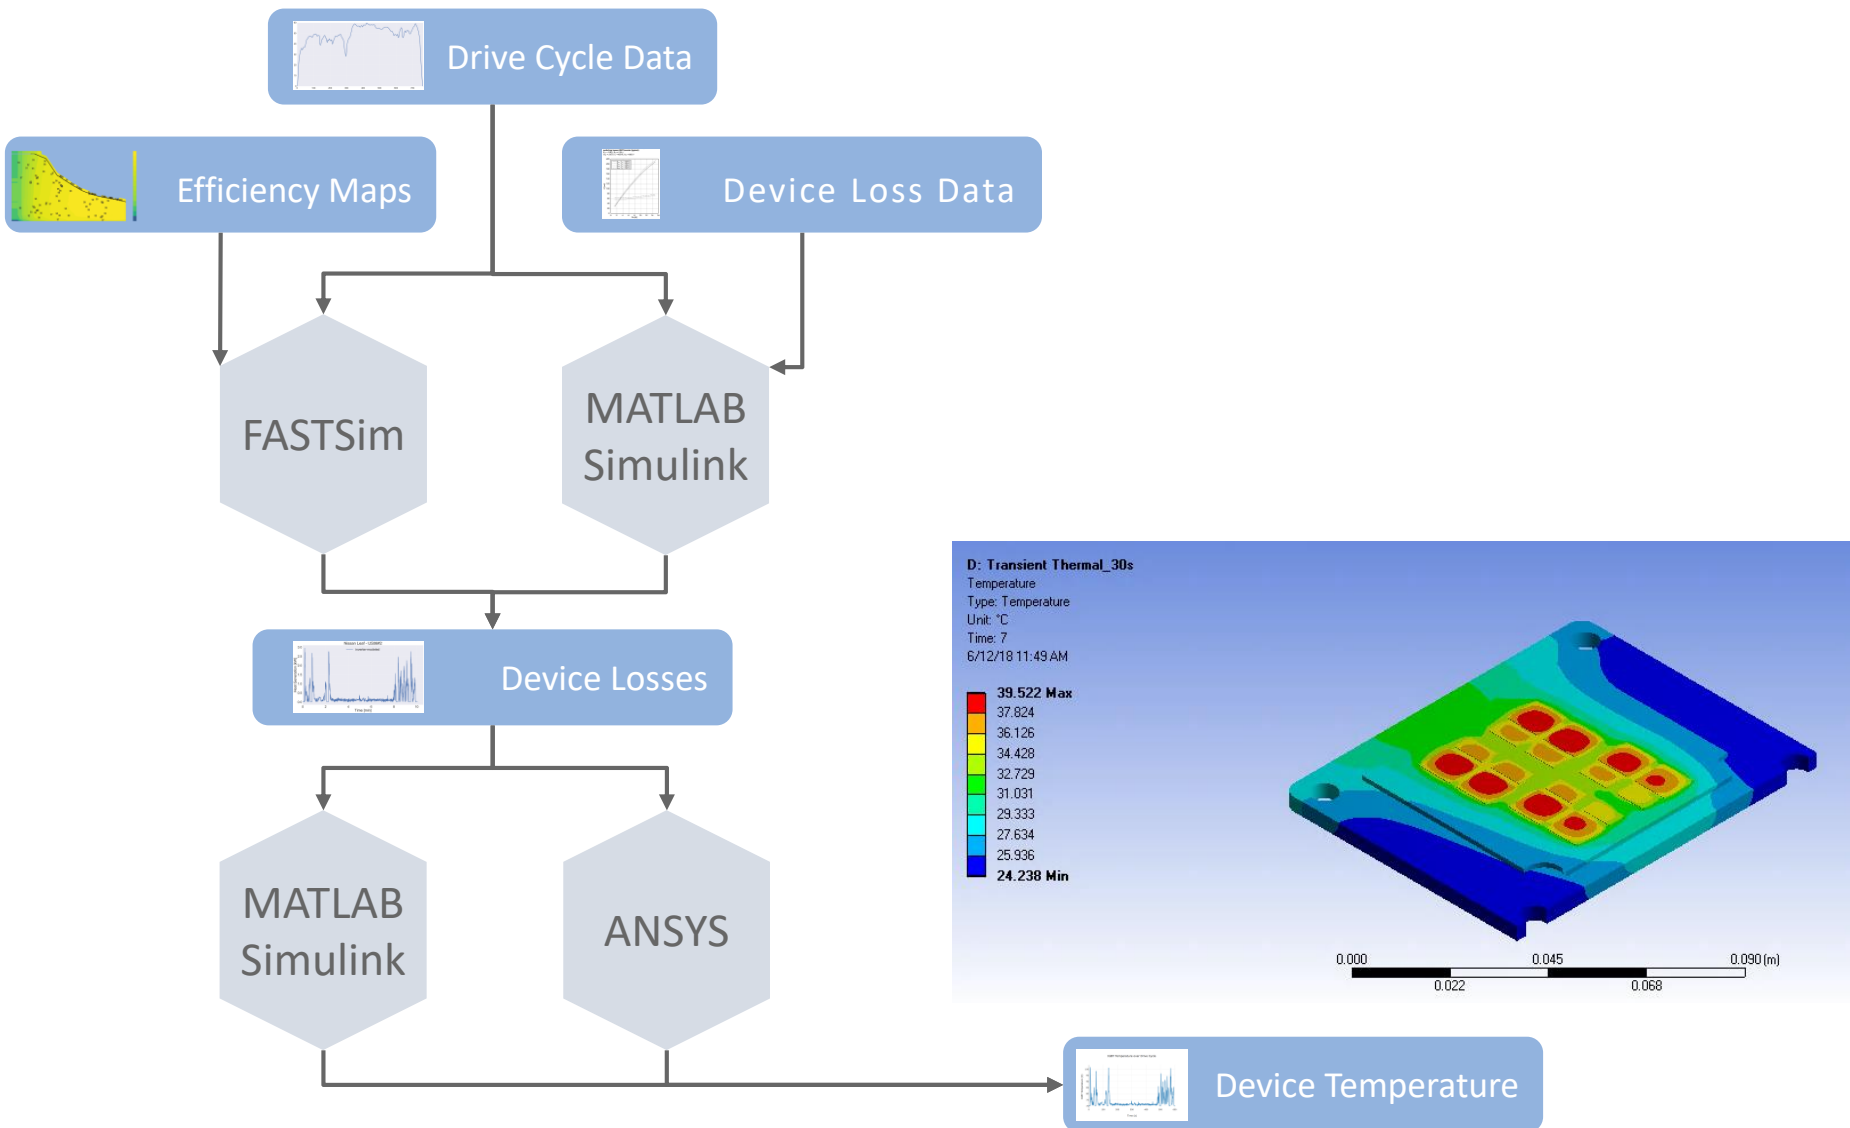 Drive Cycle Data
Efficiency Maps
Device Loss Data
FASTSim
MATLAB
Simulink
Device Losses
MATLAB
Simulink
ANSYS
D: Transient Thermal_30s
Temperature
Type: Temperature
Unit: °C
Time: 7
6/12/18 11:49 AM
39.522 Max
37.824
36.126
34.428
32.729
31.031
29.333
27.634
25.936
24.238 Min
0.000
0.045
0.090 (m)
0.022
0.068
Device Temperature